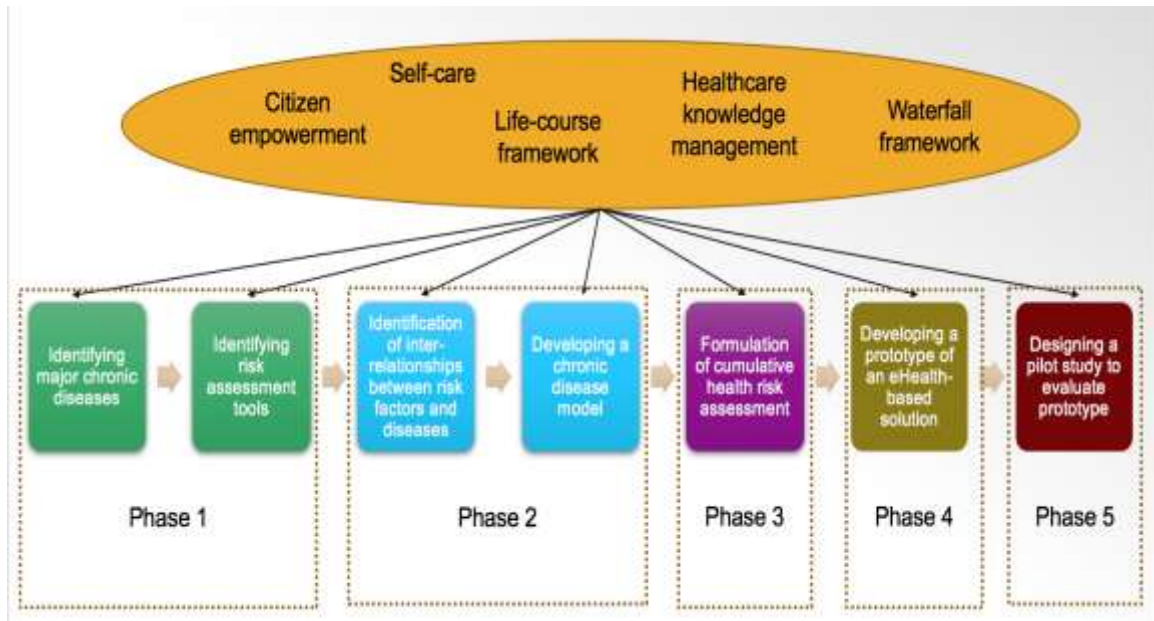 Self-care
Citizen
empowerment
Life-course
framework
Healthcare
knowledge
management
Waterfall
framework
Identifying
major chronic
diseases
Identifying
risk
assessment
tools
Identification
of inter-
relationships
between risk
factors and
diseases
Developing a
chronic
disease
model
Formulation
of cumulative
health risk
assessment
Developing a
prototype of
an eHealth-
based
solution
Designing a
pilot study to
evaluate
prototype
Phase 1
Phase 2
Phase 3
Phase 4
Phase 5